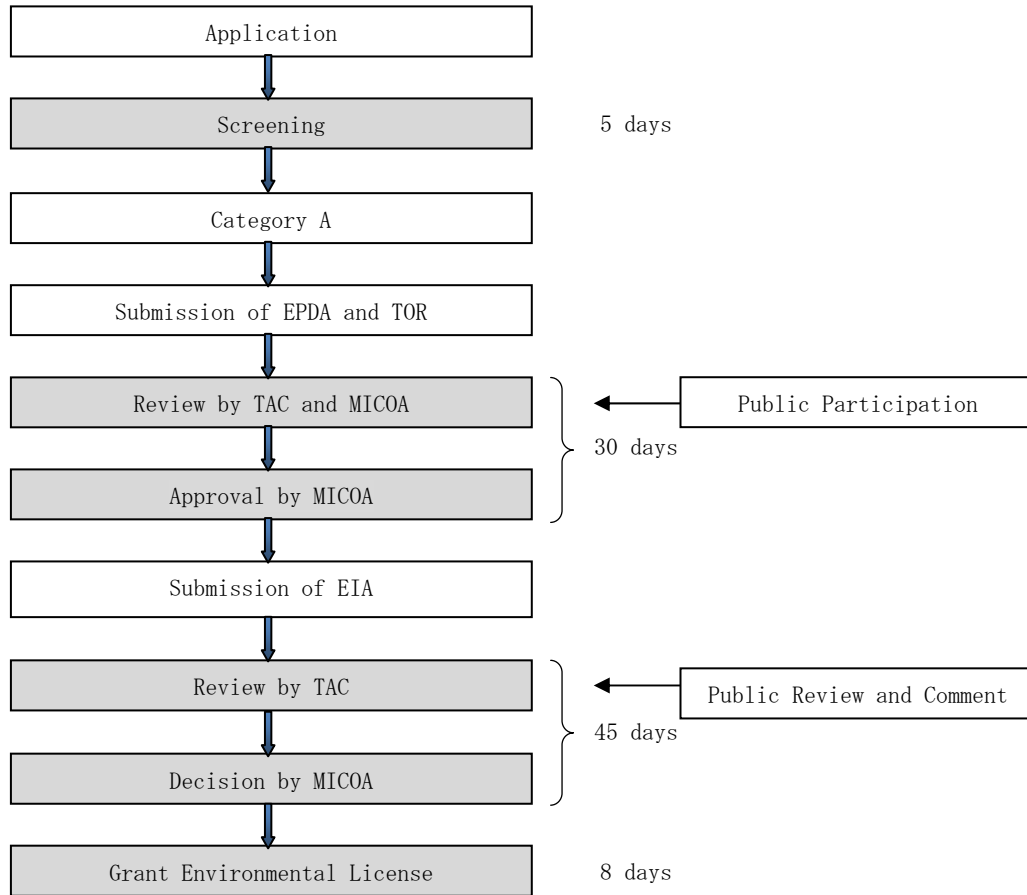 Application
Screening
5 days
Category A
Submission of EPDA and TOR
Review by TAC and MICOA
Public Participation
30 days
Approval by MICOA
Submission of EIA
Review by TAC
Public Review and Comment
45 days
Decision by MICOA
Grant Environmental License
8 days